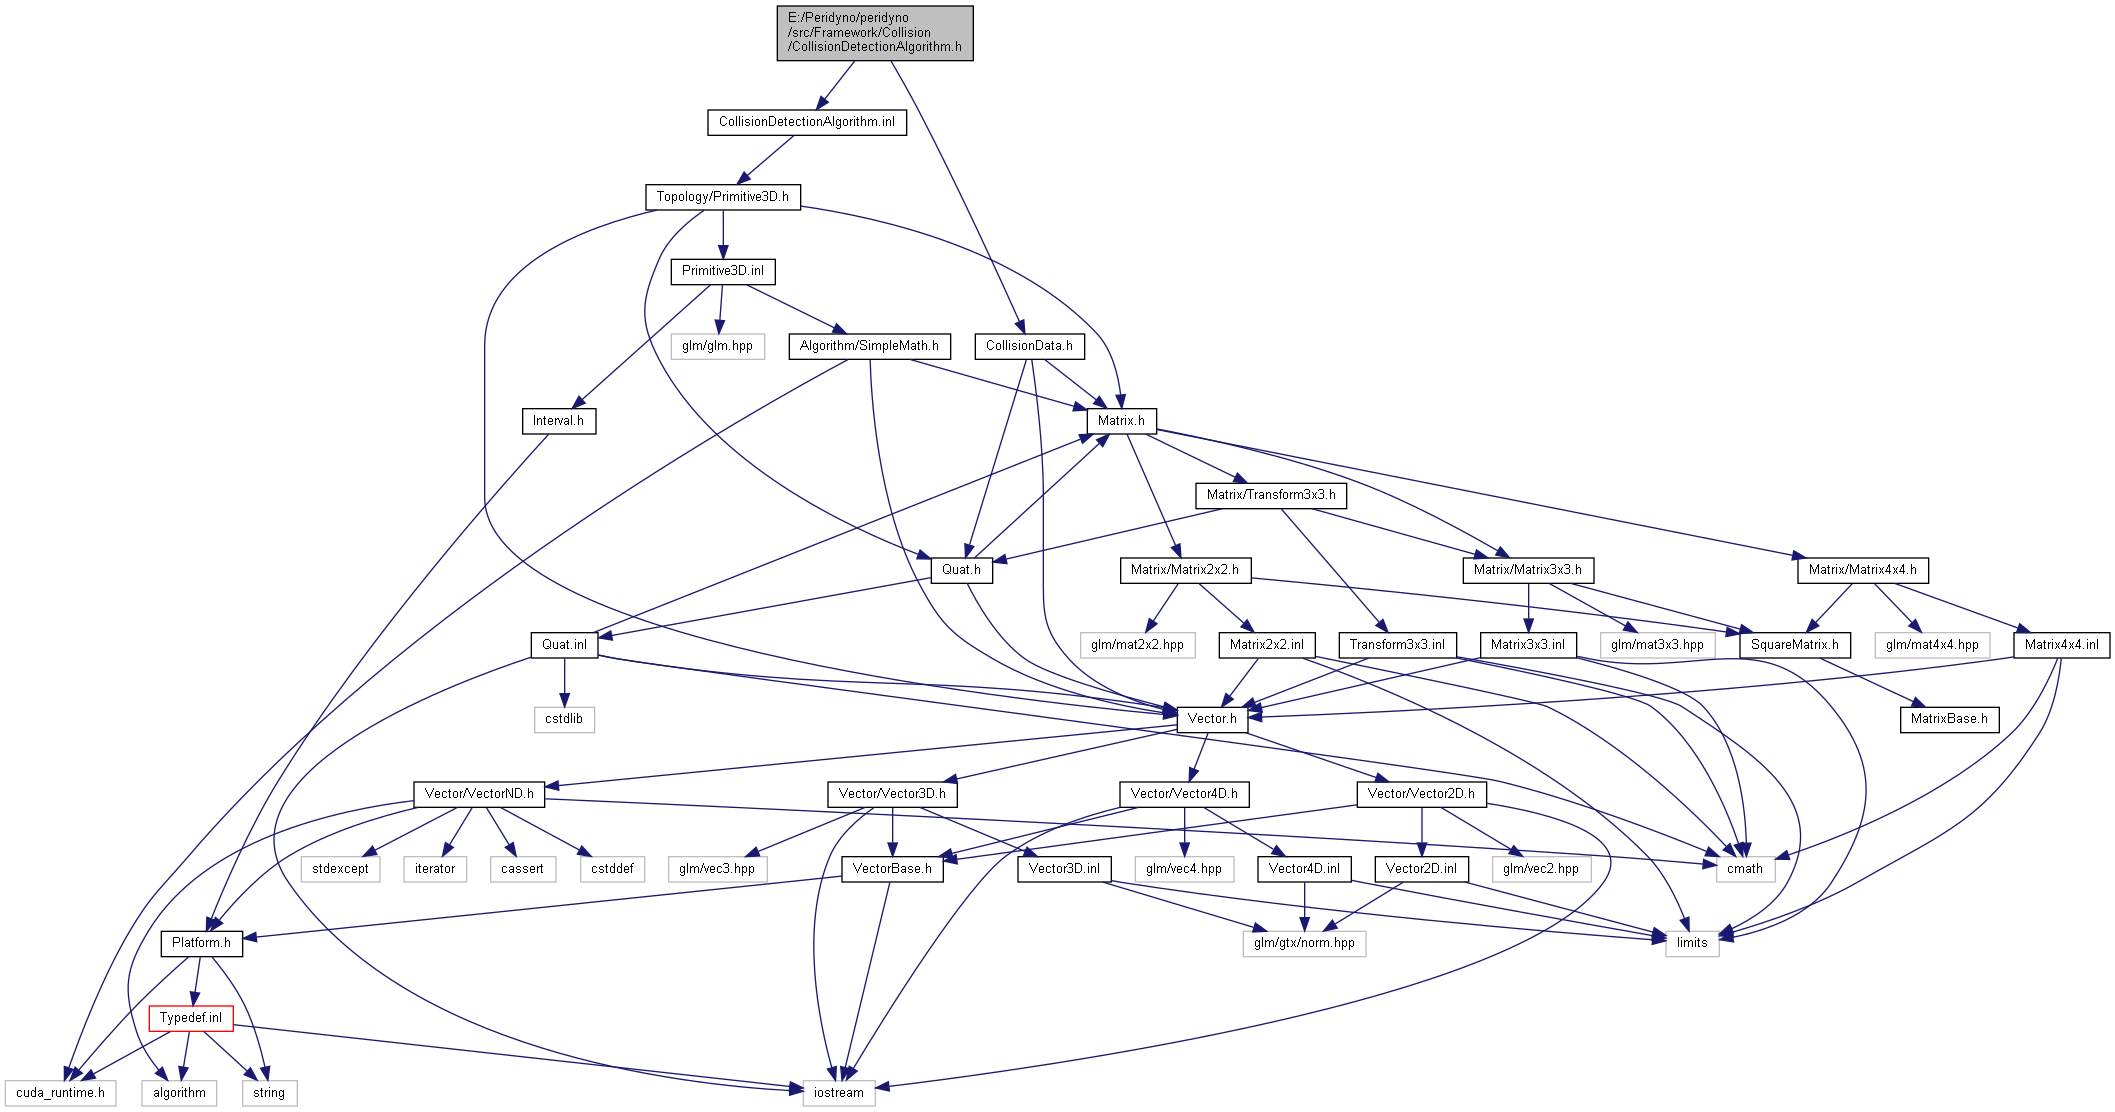 E:/Peridyno/peridyno
/src/Framework/Collision
/CollisionDetectionAlgorithm.h
CollisionDetectionAlgorithm.inl
Topology/Primitive3D.h
Primitive3D.inl
glm/glm.hpp
Algorithm/SimpleMath.h
CollisionData.h
Interval.h
Matrix.h
Matrix/Transform3x3.h
Quat.h
Matrix/Matrix2x2.h
Matrix/Matrix3x3.h
Matrix/Matrix4x4.h
Quat.inl
glm/mat2x2.hpp
Matrix2x2.inl
Transform3x3.inl
Matrix3x3.inl
glm/mat3x3.hpp
SquareMatrix.h
glm/mat4x4.hpp
Matrix4x4.inl
cstdlib
Vector.h
MatrixBase.h
Vector/VectorND.h
Vector/Vector3D.h
Vector/Vector4D.h
Vector/Vector2D.h
stdexcept
iterator
cassert
cstddef
glm/vec3.hpp
VectorBase.h
Vector3D.inl
glm/vec4.hpp
Vector4D.inl
Vector2D.inl
glm/vec2.hpp
cmath
Platform.h
glm/gtx/norm.hpp
limits
Typedef.inl
cuda_runtime.h
algorithm
string
iostream